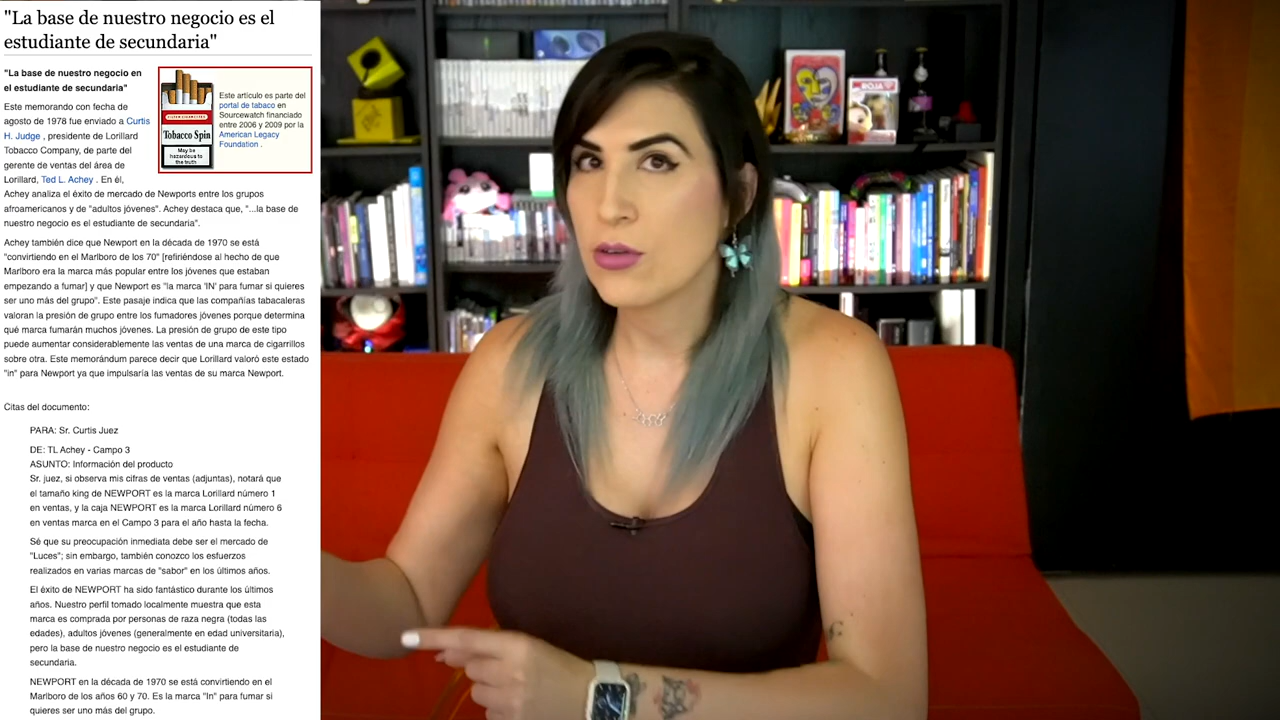 "La base de nuestro negocio es el
estudiante de secundaria"
"La base de nuestro negocio en
el estudiante de secundaria"
Este memorando con fecha de
agosto de 1978 fue enviado a Curtis
H. Judge , presidente de Lorillard
Tobacco Company, de parte del
gerente de ventas del área de
Lorillard, Ted L. Achey . En él,
Achey analiza el éxito de mercado de Newports entre los grupos
afroamericanos y de "adultos jóvenes". Achey destaca que, "...la base de
nuestro negocio es el estudiante de secundaria".
Tobacco Spin
May be
hazardous to
the truth
Este artículo es parte del
portal de tabaco en
Sourcewatch financiado
entre 2006 y 2009 por la
American Legacy
Foundation .
Achey también dice que Newport en la década de 1970 se está
"convirtiendo en el Marlboro de los 70" [refiriéndose al hecho de que
Marlboro era la marca más popular entre los jóvenes que estaban
empezando a fumar] y que Newport es "la marca 'IN' para fumar si quieres
ser uno más del grupo". Este pasaje indica que las compañías tabacaleras
valoran la presión de grupo entre los fumadores jóvenes porque determina
qué marca fumarán muchos jóvenes. La presión de grupo de este tipo
puede aumentar considerablemente las ventas de una marca de cigarrillos
sobre otra. Este memorándum parece decir que Lorillard valoró este estado
"in" para Newport ya que impulsaría las ventas de su marca Newport.
Citas del documento:
PARA: Sr. Curtis Juez
DE: TL Achey - Campo 3
ASUNTO: Información del producto
Sr. juez, si observa mis cifras de ventas (adjuntas), notará que
el tamaño king de NEWPORT es la marca Lorillard número 1
en ventas, y la caja NEWPORT es la marca Lorillard número 6
en ventas marca en el Campo 3 para el año hasta la fecha.
Sé que su preocupación inmediata debe ser el mercado de
"Luces"; sin embargo, también conozco los esfuerzos
realizados en varias marcas de "sabor" en los últimos años.
El éxito de NEWPORT ha sido fantástico durante los últimos
años. Nuestro perfil tomado localmente muestra que esta
marca es comprada por personas de raza negra (todas las
edades), adultos jóvenes (generalmente en edad universitaria),
pero la base de nuestro negocio es el estudiante de
secundaria.
NEWPORT en la década de 1970 se está convirtiendo en el
Marlboro de los años 60 y 70. Es la marca "In" para fumar si
quieres ser uno más del grupo.